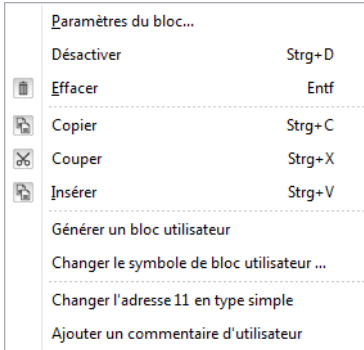 Paramètres du bloc...
Désactiver Strg+D
Effacer Entf
Copier Strg+C
Couper Strg+X
Insérer Strg+V
Générer un bloc utilisateur
Changer le symbole de bloc utilisateur ...
Changer l'adresse 11 en type simple
Ajouter un commentaire d'utilisateur